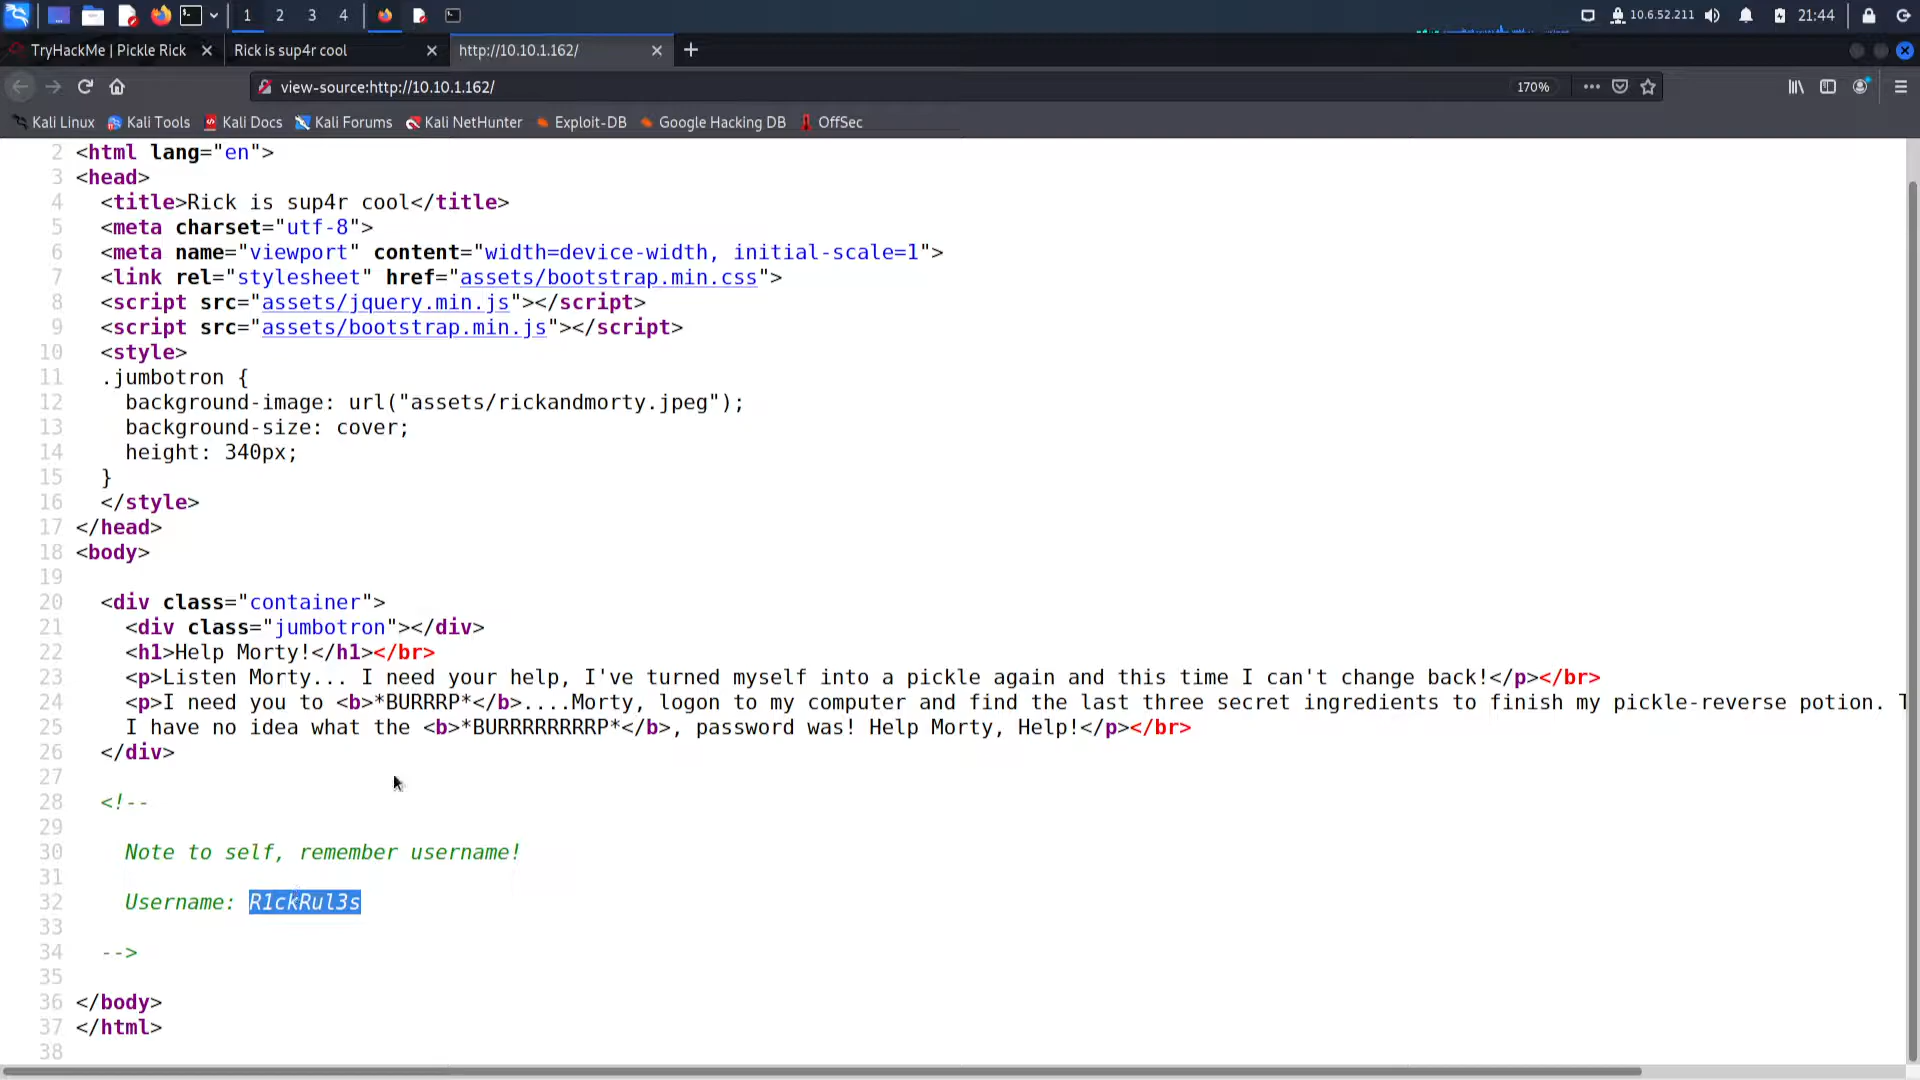 1 2 3 4 10.6.52.211 21:44
TryHackMe | Pickle Rick Rick is sup4r cool http://10.10.1.162/
view-source:http://10.10.1.162/ 170%
Kali Linux Kali Tools Kali Docs Kali Forums Kali NetHunter Exploit-DB Google Hacking DB OffSec
2 <html lang="en">
3 <head>
4 <title>Rick is sup4r cool</title>
5 <meta charset="utf-8">
6 <meta name="viewport" content="width=device-width, initial-scale=1">
7 <link rel="stylesheet" href="assets/bootstrap.min.css">
8 <script src="assets/jquery.min.js"></script>
9 <script src="assets/bootstrap.min.js"></script>
10 <style>
11 .jumbotron {
12 background-image: url("assets/rickandmorty.jpeg");
13 background-size: cover;
14 height: 340px;
15 }
16 </style>
17 </head>
18 <body>
19
20 <div class="container">
21 <div class="jumbotron"></div>
22 <h1>Help Morty!</h1></br>
23 <p>Listen Morty... I need your help, I've turned myself into a pickle again and this time I can't change back!</p></br>
24 <p>I need you to <b>*BURRRP*</b>....Morty, logon to my computer and find the last three secret ingredients to finish my pickle-reverse potion.
25 I have no idea what the <b>*BURRRRRRRRP*</b>, password was! Help Morty, Help!</p></br>
26 </div>
27
28 <!--
29
30 Note to self, remember username!
31
32 Username: R1ckRul3s
33
34 -->
35
36 </body>
37 </html>
38